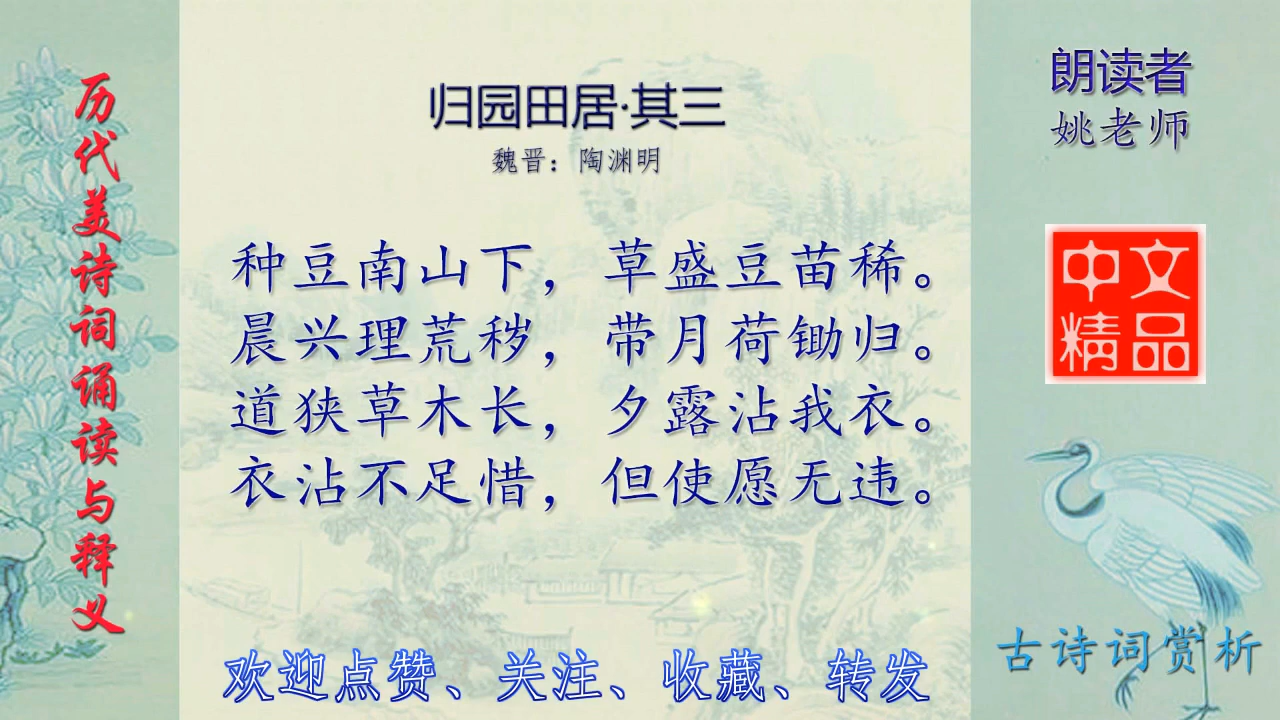 历代美诗词诵读与释义
归园田居·其三
魏晋：陶渊明
种豆南山下，草盛豆苗稀。
晨兴理荒秽，带月荷锄归。
道狭草木长，夕露沾我衣。
衣沾不足惜，但使愿无违。
欢迎点赞、关注、收藏、转发
朗读者
姚老师
中文
精品
古诗词赏析